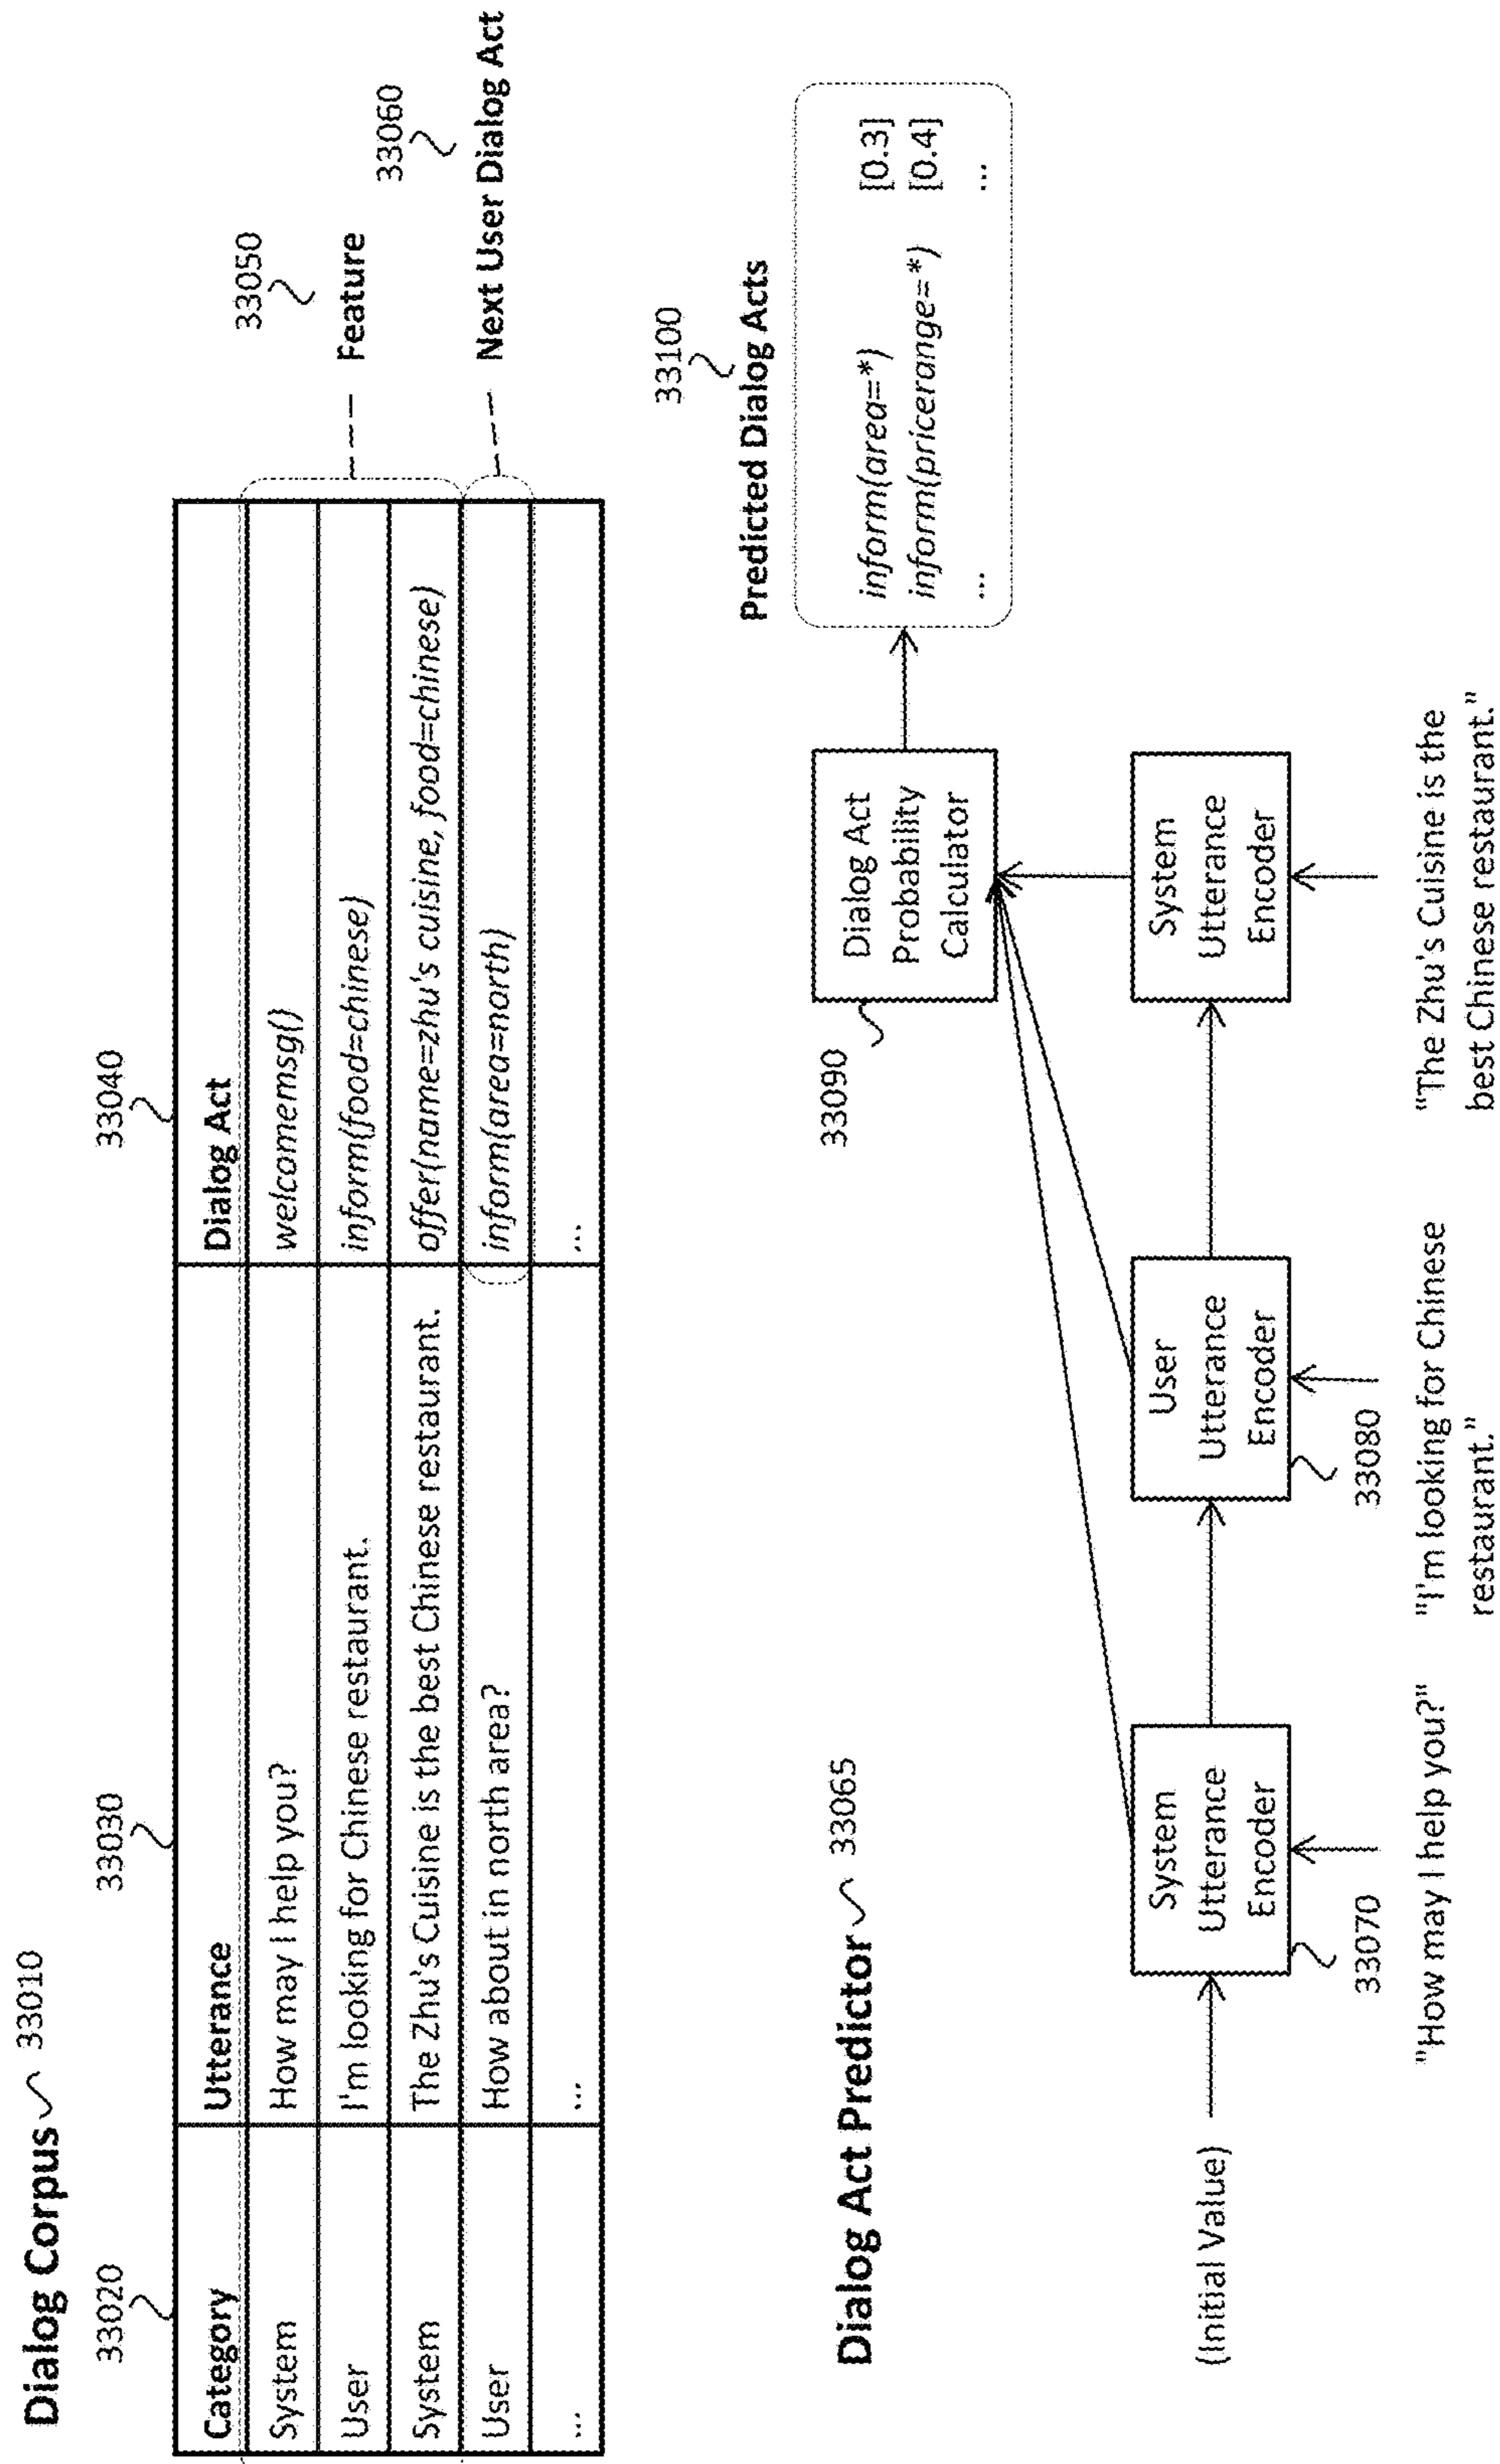 Dialog Corpus 33010
33020
33030
33040
33050
33060
Category Utterance Dialog Act
System How may I help you? welcomemsg()
User I'm looking for Chinese restaurant. inform(food=chinese)
System The Zhu's Cuisine is the best Chinese restaurant. offer(name=zhu's cuisine, food=chinese)
User How about in north area? inform(area=north)
... ... ...
Feature
Next User Dialog Act
Dialog Act Predictor 33065
33100
Predicted Dialog Acts
inform(area=*) [0.3]
inform(pricerange=*) [0.4]
... ...
33090
Dialog Act
Probability
Calculator
(Initial Value)
System
Utterance
Encoder
33070
User
Utterance
Encoder
33080
System
Utterance
Encoder
"How may I help you?"
"I'm looking for Chinese
restaurant."
"The Zhu's Cuisine is the
best Chinese restaurant."